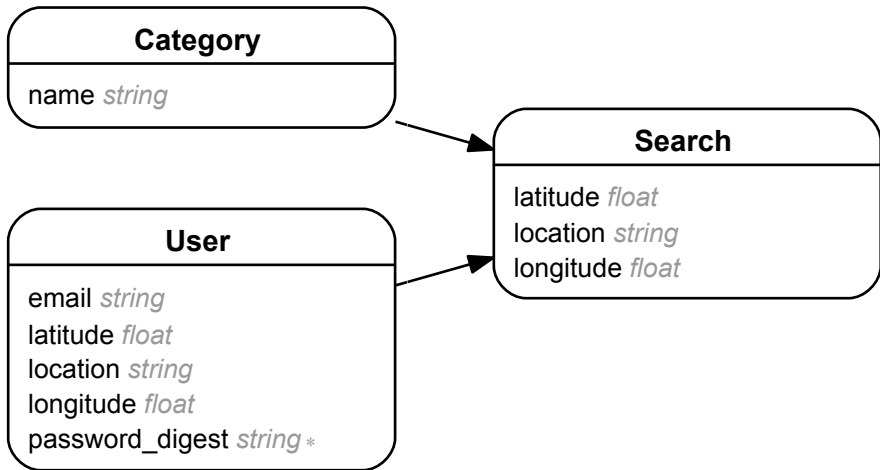 Category
name string
User
email string
latitude float
location string
longitude float
password_digest string *
Search
latitude float
location string
longitude float